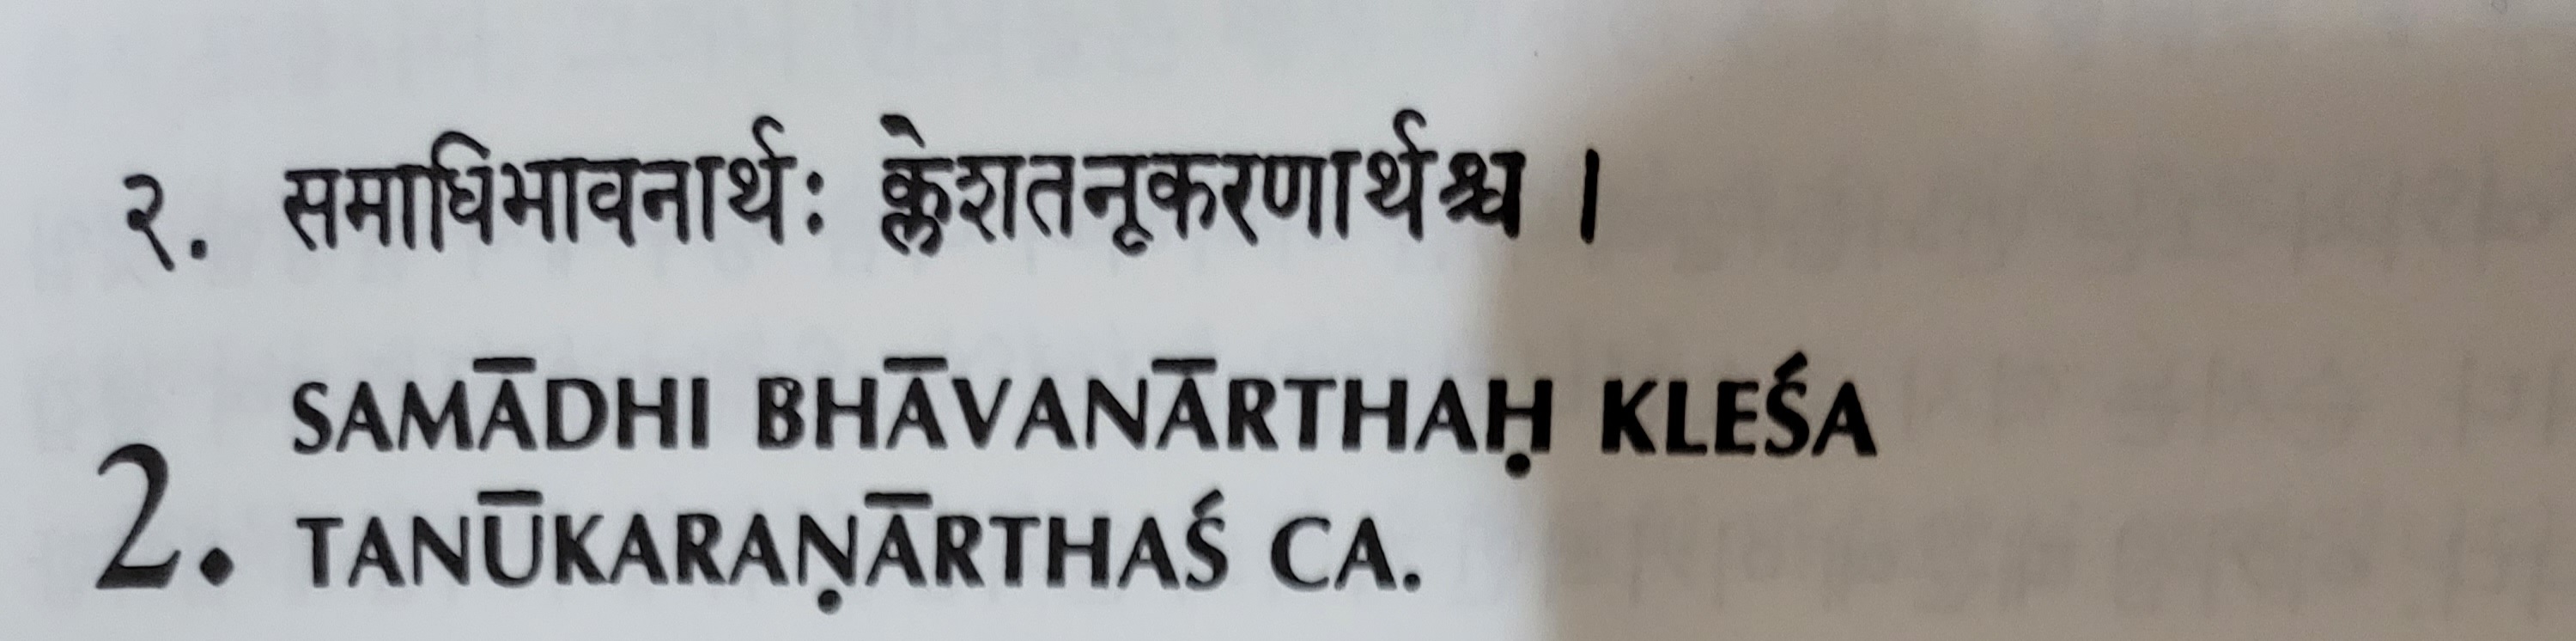 २. समाधिभावनार्थः क्लेशतनूकरणार्थश्च ।
SAMĀDHI BHĀVANĀRTHAḤ KLEŚA
2. TANŪKARAṆĀRTHAŚ CA.